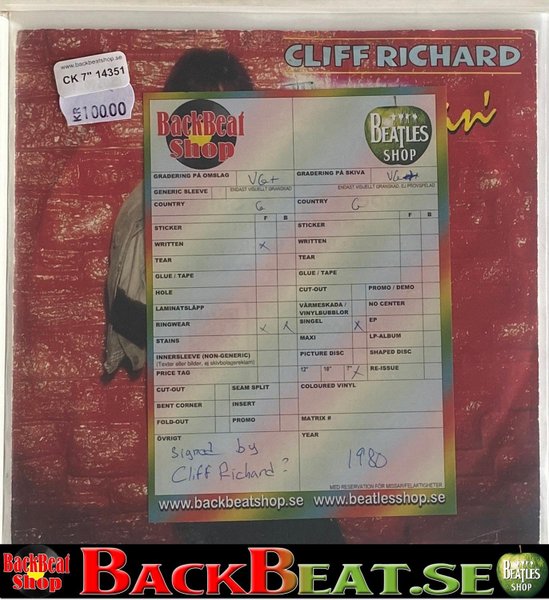 CLIFF RICHARD
www.backbeatshop.se
CK 7" 14351
KR 100.00
BackBeat
Shop
BEATLES
SHOP
GRADERING PÅ OMSLAG VG+
GRADERING PÅ SKIVA
GENERIC SLEEVE ENDAST VISUELLT GRANSKAD
ENDAST VISUELLT GRANSKAD, EJ PROVSPELAD
COUNTRY G
COUNTRY G
F B
F B
STICKER
STICKER
WRITTEN x
WRITTEN
TEAR
TEAR
GLUE / TAPE
GLUE / TAPE
HOLE
CUT-OUT
PROMO / DEMO
LAMINATSLÄPP
VÄRMESKADA /
VINYLBUBBLOR
NO CENTER
RINGWEAR x x
SINGEL x
EP
STAINS
MAXI
LP-ALBUM
INNERSLEEVE (NON-GENERIC)
(Texter eller bilder, ej skivbolagsreklam)
PICTURE DISC
SHAPED DISC
PRICE TAG
12" 10" 7" x
RE-ISSUE
CUT-OUT
SEAM SPLIT
COLOURED VINYL
BENT CORNER
INSERT
FOLD-OUT
PROMO
MATRIX #
ÖVRIGT
YEAR
signed by
Cliff Richard?
1980
MED RESERVATION FÖR MISSAR/FELAKTIGHETER.
www.backbeatshop.se
www.beatlesshop.se
BackBeat
Shop
BACKBEAT.SE
BEATLES
SHOP